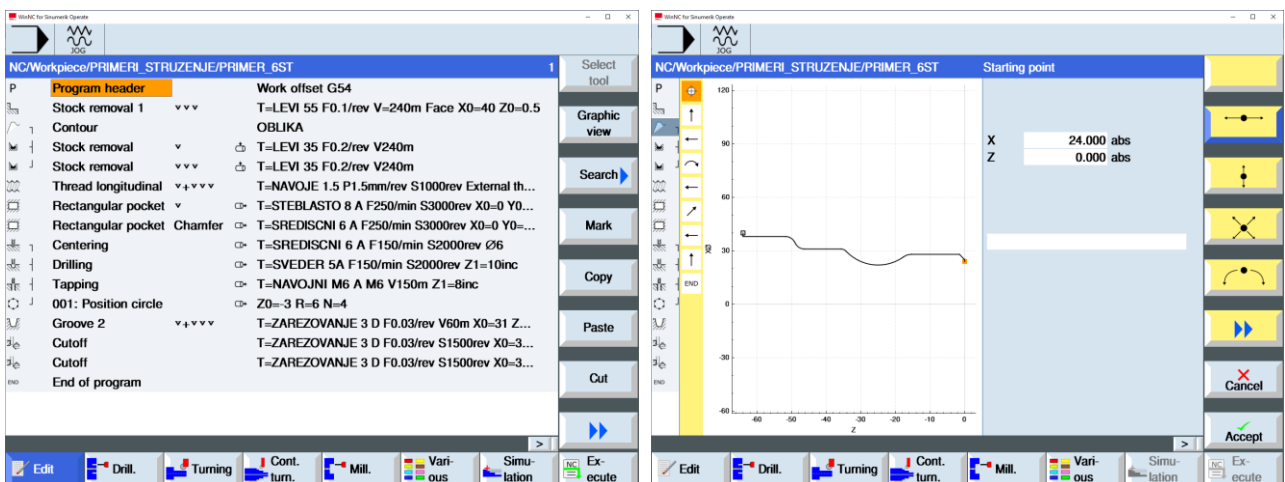 WinNC for Sinumerik Operate
JOG
NC/Workpiece/PRIMERI_STRUZENJE/PRIMER_6ST 1
P Program header Work offset G54
Stock removal 1 ▿▿▿ T=LEVI 55 F0.1/rev V=240m Face X0=40 Z0=0.5
Contour OBLIKA
Stock removal ▿ T=LEVI 35 F0.2/rev V240m
Stock removal ▿▿▿ T=LEVI 35 F0.2/rev V240m
Thread longitudinal ▿+▿▿▿ T=NAVOJE 1.5 P1.5mm/rev S1000rev External th...
Rectangular pocket ▿ T=STEBLASTO 8 A F250/min S3000rev X0=0 Y0...
Rectangular pocket Chamfer T=SREDISCNI 6 A F250/min S3000rev X0=0 Y0=...
Centering T=SREDISCNI 6 A F150/min S2000rev Ø6
Drilling T=SVEDER 5A F150/min S2000rev Z1=10inc
Tapping T=NAVOJNI M6 A M6 V150m Z1=8inc
001: Position circle Z0=-3 R=6 N=4
Groove 2 ▿+▿▿▿ T=ZAREZOVANJE 3 D F0.03/rev V60m X0=31 Z...
Cutoff T=ZAREZOVANJE 3 D F0.03/rev S1500rev X0=3...
Cutoff T=ZAREZOVANJE 3 D F0.03/rev S1500rev X0=3...
END End of program
Select
tool
Graphic
view
Search
Mark
Copy
Paste
Cut
>
Edit
Drill.
Turning
Cont.
turn.
Mill.
Vari-
ous
Simu-
lation
NC Ex-
ecute
WinNC for Sinumerik Operate
JOG
NC/Workpiece/PRIMERI_STRUZENJE/PRIMER_6ST
Starting point
P
END
END
120
90
60
30
0
-30
-60
-60 -50 -40 -30 -20 -10 0
Z
X 24.000 abs
Z 0.000 abs
Cancel
Accept
>
Edit
Drill.
Turning
Cont.
turn.
Mill.
Vari-
ous
Simu-
lation
NC Ex-
ecute